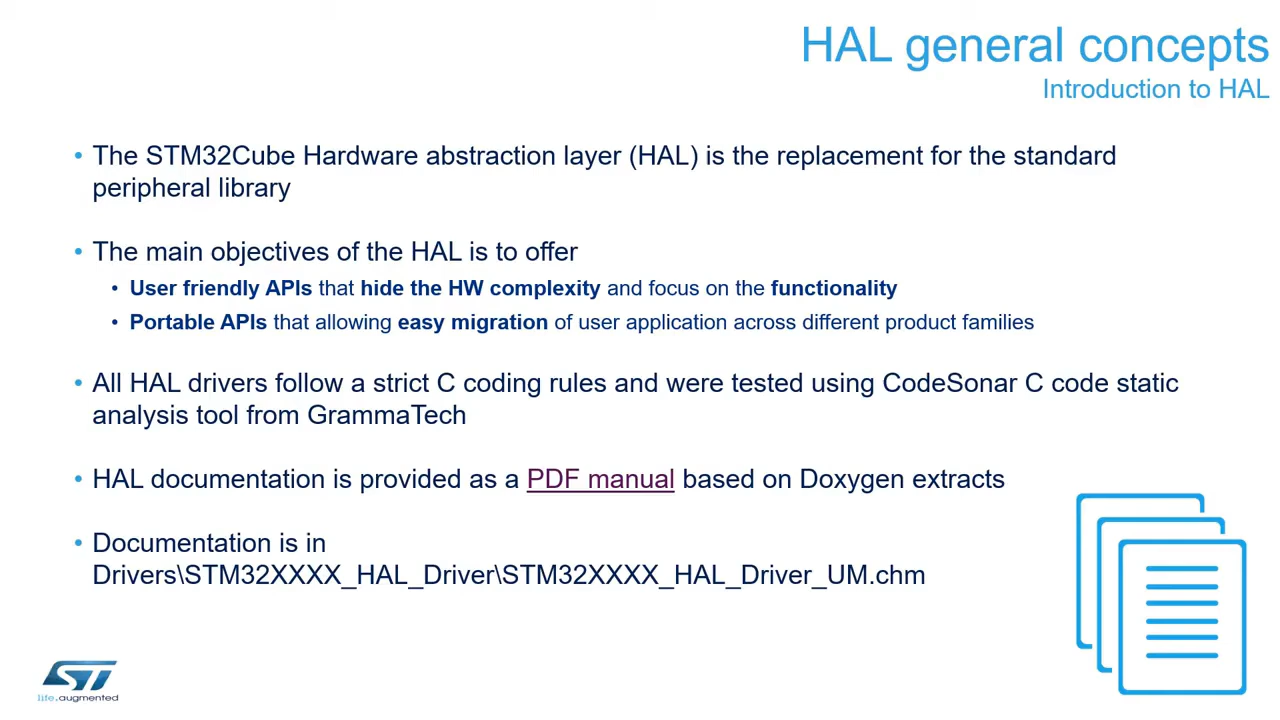 HAL general concepts
Introduction to HAL
• The STM32Cube Hardware abstraction layer (HAL) is the replacement for the standard
peripheral library
• The main objectives of the HAL is to offer
• User friendly APIs that hide the HW complexity and focus on the functionality
• Portable APIs that allowing easy migration of user application across different product families
• All HAL drivers follow a strict C coding rules and were tested using CodeSonar C code static
analysis tool from GrammaTech
• HAL documentation is provided as a PDF manual based on Doxygen extracts
• Documentation is in
Drivers\STM32XXXX_HAL_Driver\STM32XXXX_HAL_Driver_UM.chm
ST
life.augmented